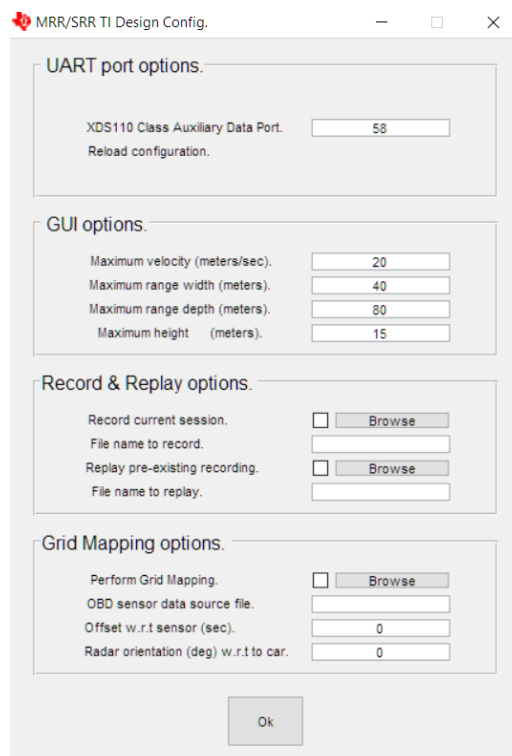 MRR/SRR TI Design Config.
UART port options.
XDS110 Class Auxiliary Data Port. 58
Reload configuration.
GUI options.
Maximum velocity (meters/sec). 20
Maximum range width (meters). 40
Maximum range depth (meters). 80
Maximum height (meters). 15
Record & Replay options.
Record current session. Browse
File name to record.
Replay pre-existing recording. Browse
File name to replay.
Grid Mapping options.
Perform Grid Mapping. Browse
OBD sensor data source file.
Offset w.r.t sensor (sec). 0
Radar orientation (deg) w.r.t to car. 0
Ok